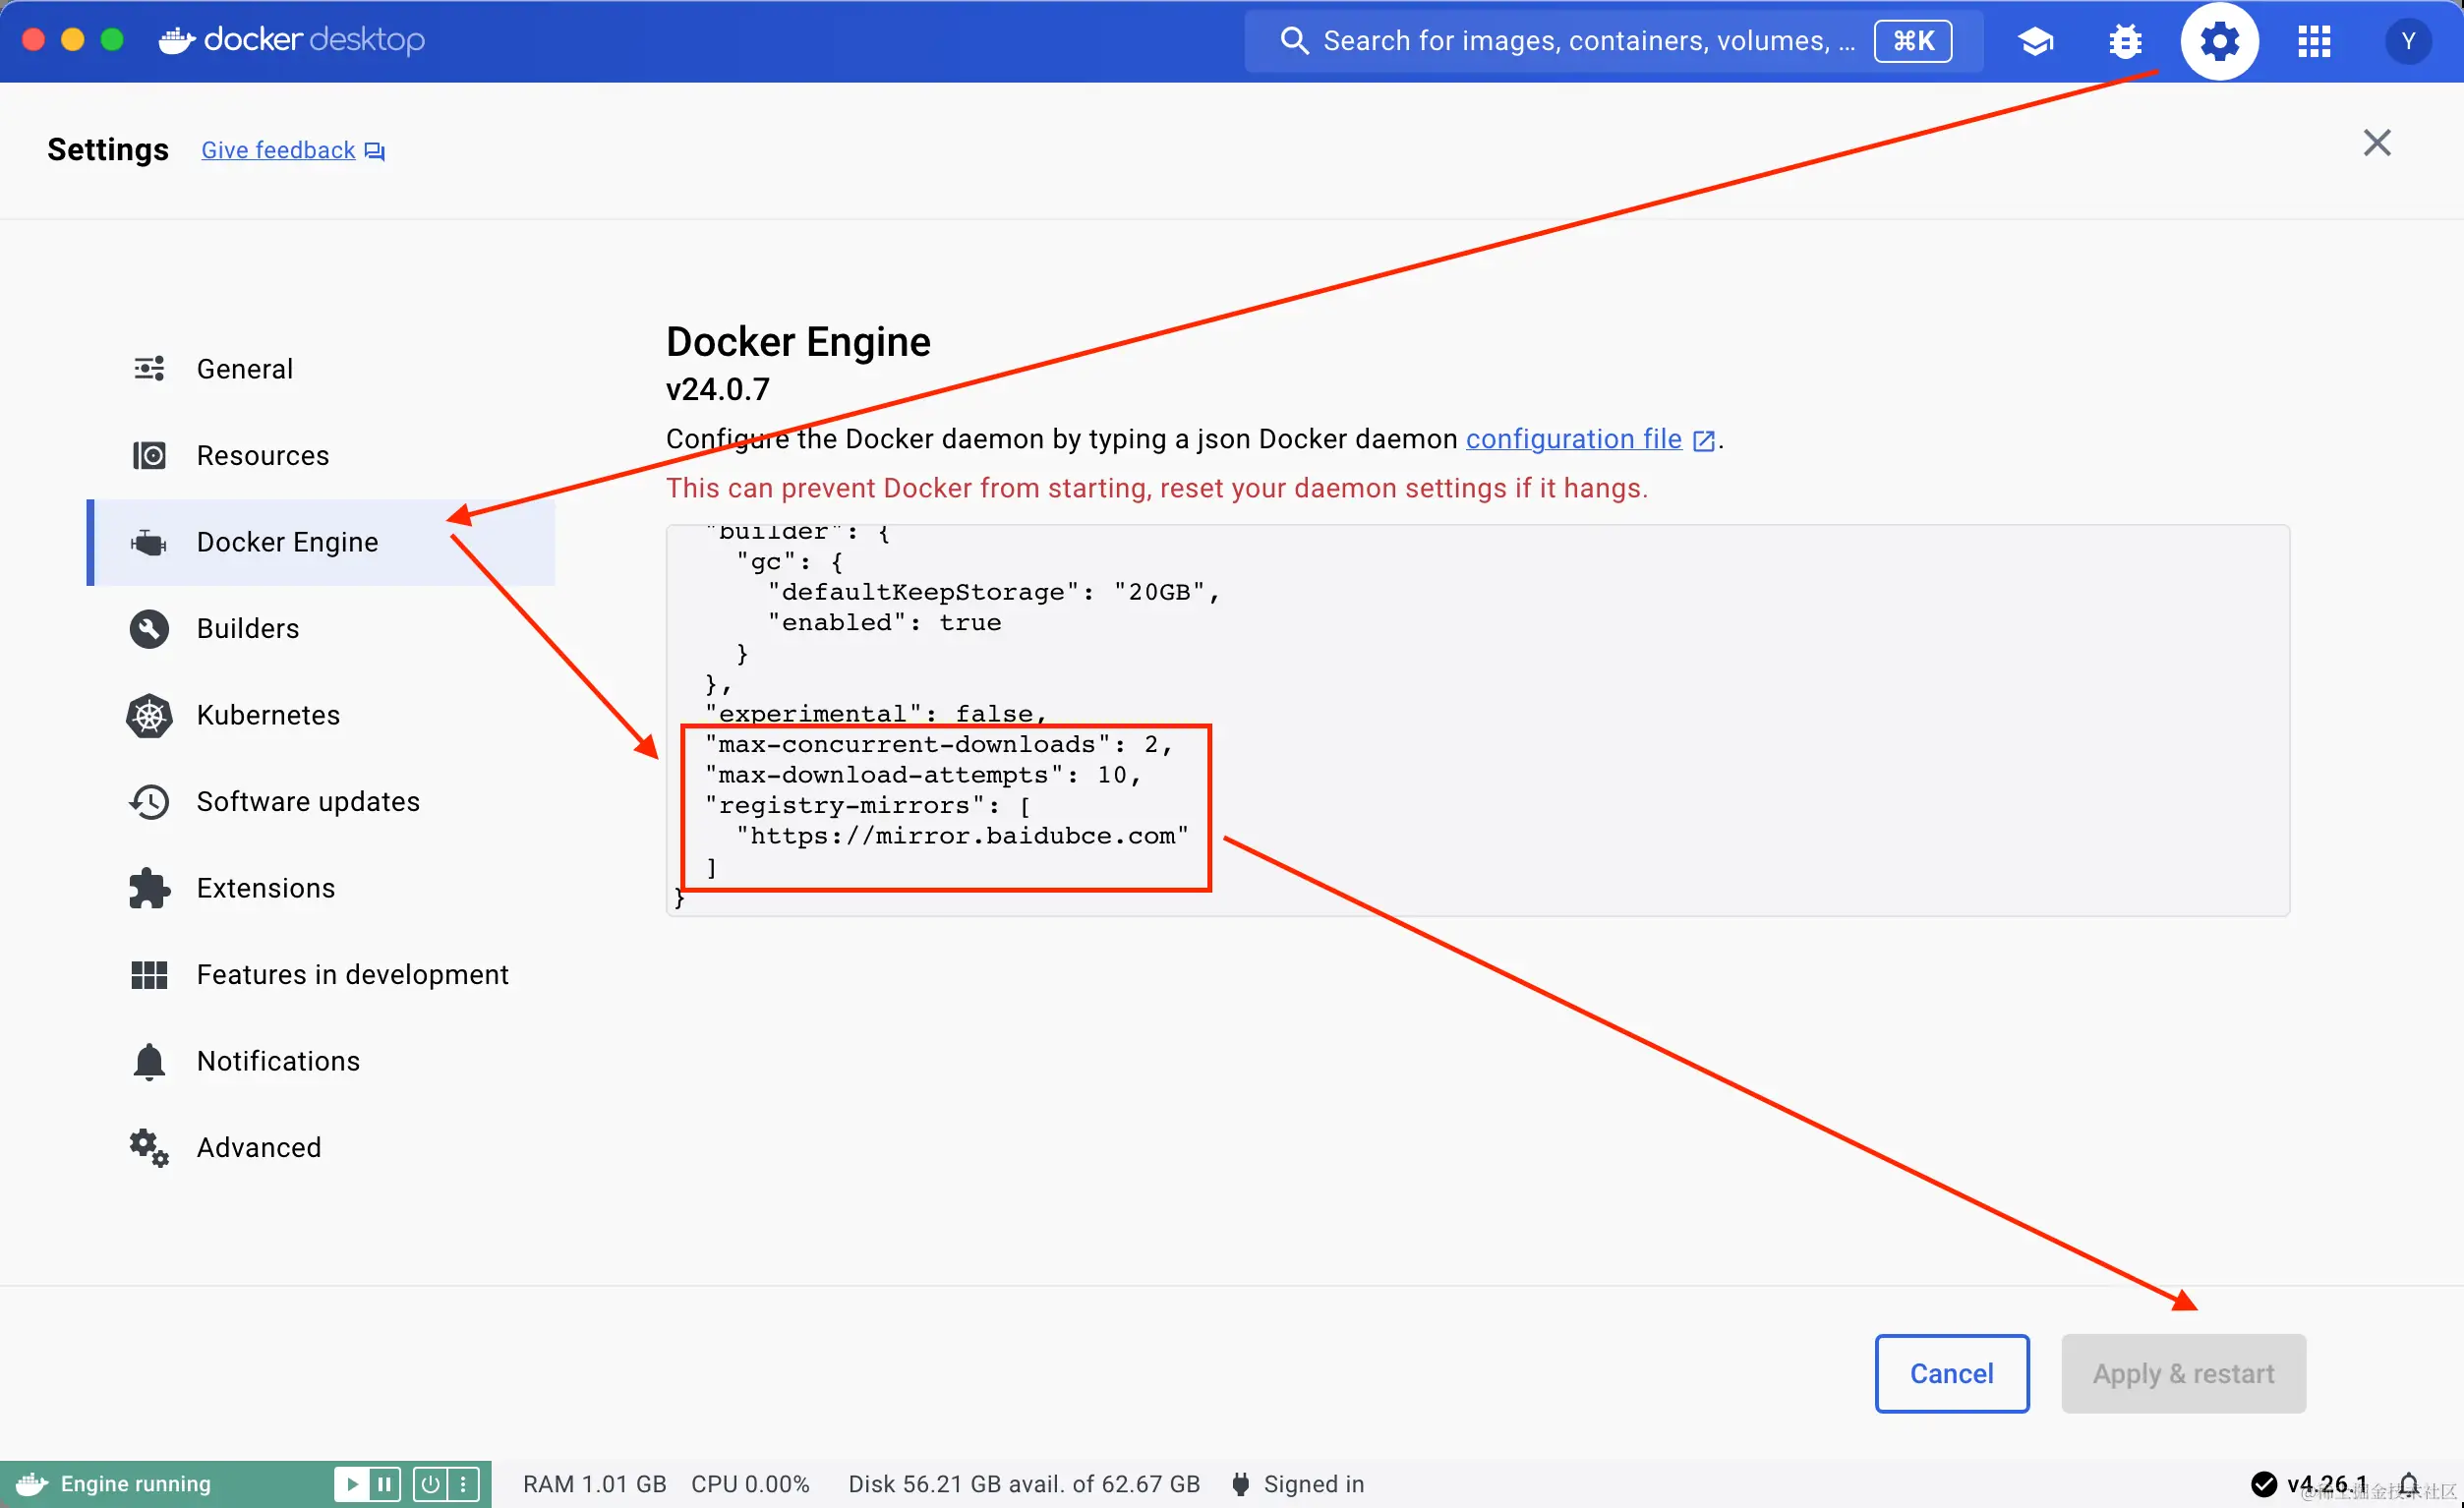 docker desktop
Search for images, containers, volumes, ...
⌘K
Y
Settings
Give feedback
General
Resources
Docker Engine
Builders
Kubernetes
Software updates
Extensions
Features in development
Notifications
Advanced
Docker Engine
v24.0.7
Configure the Docker daemon by typing a json Docker daemon configuration file.
This can prevent Docker from starting, reset your daemon settings if it hangs.
"builder": {
"gc": {
"defaultKeepStorage": "20GB",
"enabled": true
}
},
"experimental": false,
"max-concurrent-downloads": 2,
"max-download-attempts": 10,
"registry-mirrors": [
"https://mirror.baidubce.com"
]
}
Cancel
Apply & restart
Engine running
RAM 1.01 GB CPU 0.00% Disk 56.21 GB avail. of 62.67 GB Signed in
v4.26.1
@稀土掘金技术社区